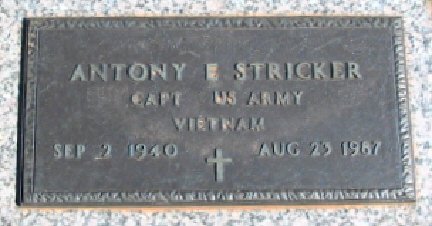 ANTONY E STRICKER
CAPT US ARMY
VIETNAM
SEP 2 1940 AUG 25 1967